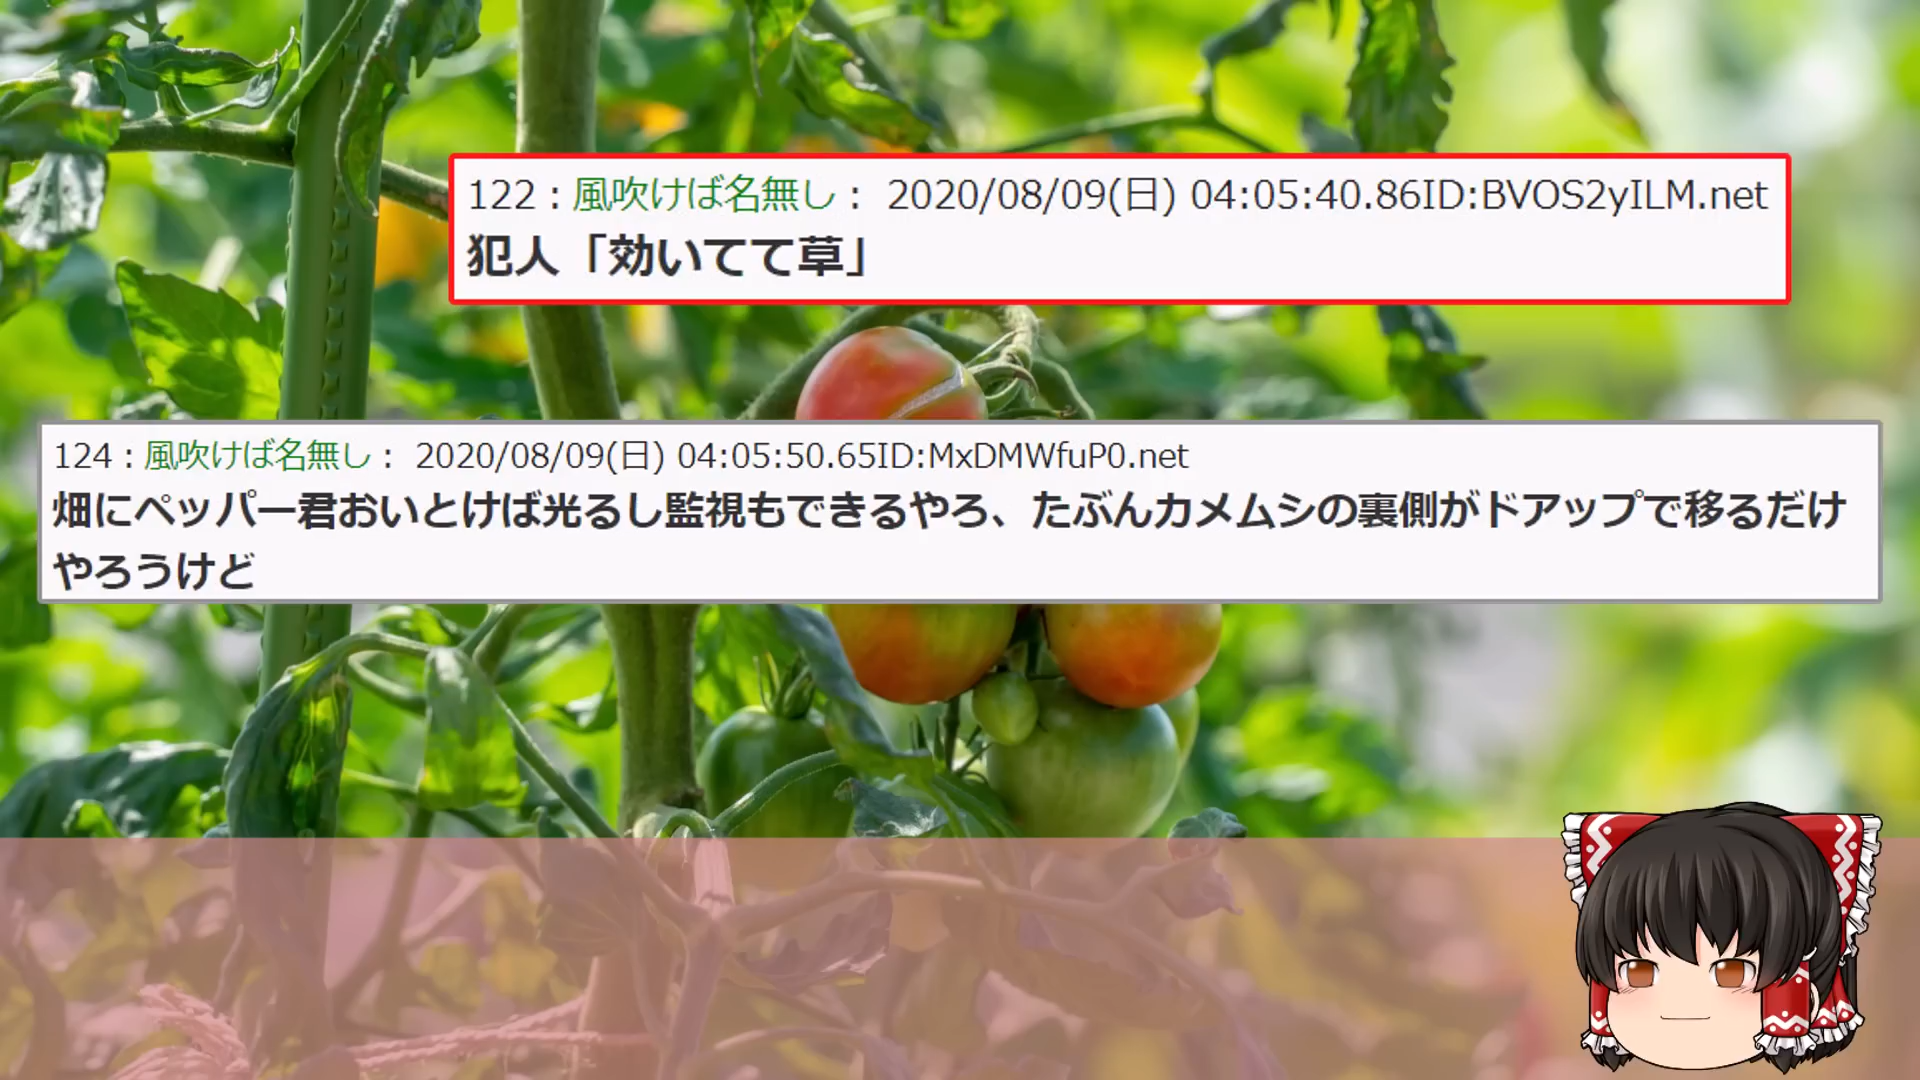 122：風吹けば名無し： 2020/08/09(日) 04:05:40.86ID:BVOS2yILM.net
犯人「効いてて草」
124：風吹けば名無し： 2020/08/09(日) 04:05:50.65ID:MxDMWfuP0.net
畑にペッパー君おいとけば光るし監視もできるやろ、たぶんカメムシの裏側がドアップで移るだけ
やろうけど